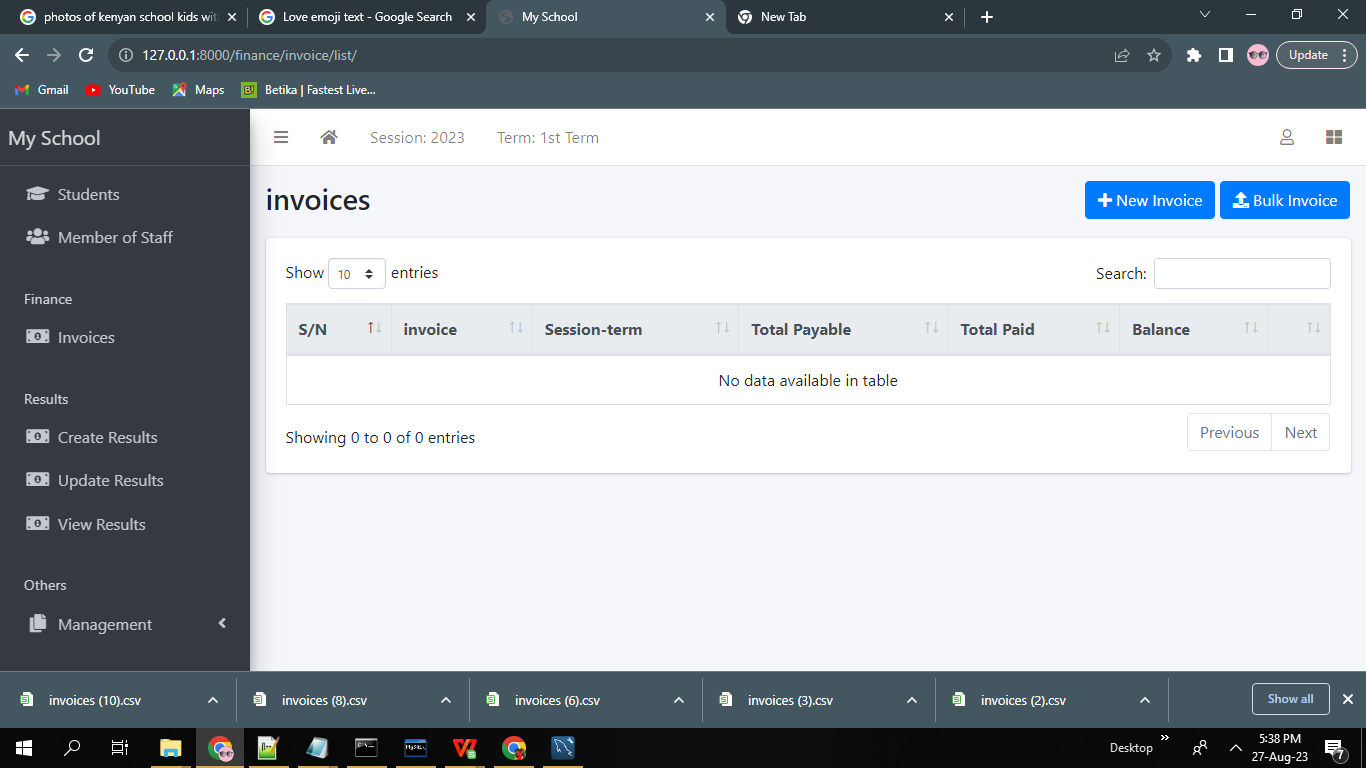 photos of kenyan school kids wit
Love emoji text - Google Search
My School
New Tab
127.0.0.1:8000/finance/invoice/list/
Update
Gmail
YouTube
Maps
Betika | Fastest Live...
My School
Session: 2023
Term: 1st Term
Students
Member of Staff
Finance
Invoices
Results
Create Results
Update Results
View Results
Others
Management
invoices
New Invoice
Bulk Invoice
Show 10 entries
Search:
S/N invoice Session-term Total Payable Total Paid Balance
No data available in table
Showing 0 to 0 of 0 entries
Previous Next
invoices (10).csv
invoices (8).csv
invoices (6).csv
invoices (3).csv
invoices (2).csv
Show all
Desktop
5:38 PM
27-Aug-23
7